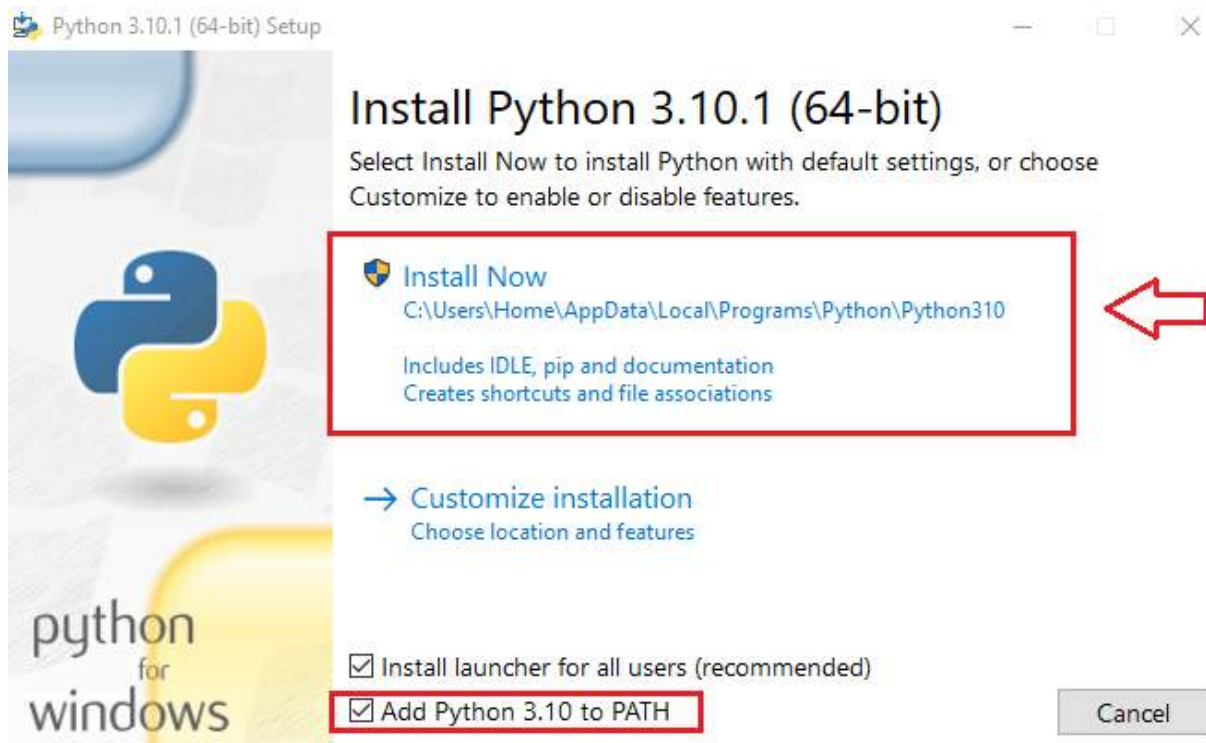 Python 3.10.1 (64-bit) Setup
Install Python 3.10.1 (64-bit)
Select Install Now to install Python with default settings, or choose
Customize to enable or disable features.
Install Now
C:\Users\Home\AppData\Local\Programs\Python\Python310
Includes IDLE, pip and documentation
Creates shortcuts and file associations
Customize installation
Choose location and features
python
for
windows
Install launcher for all users (recommended)
Add Python 3.10 to PATH
Cancel